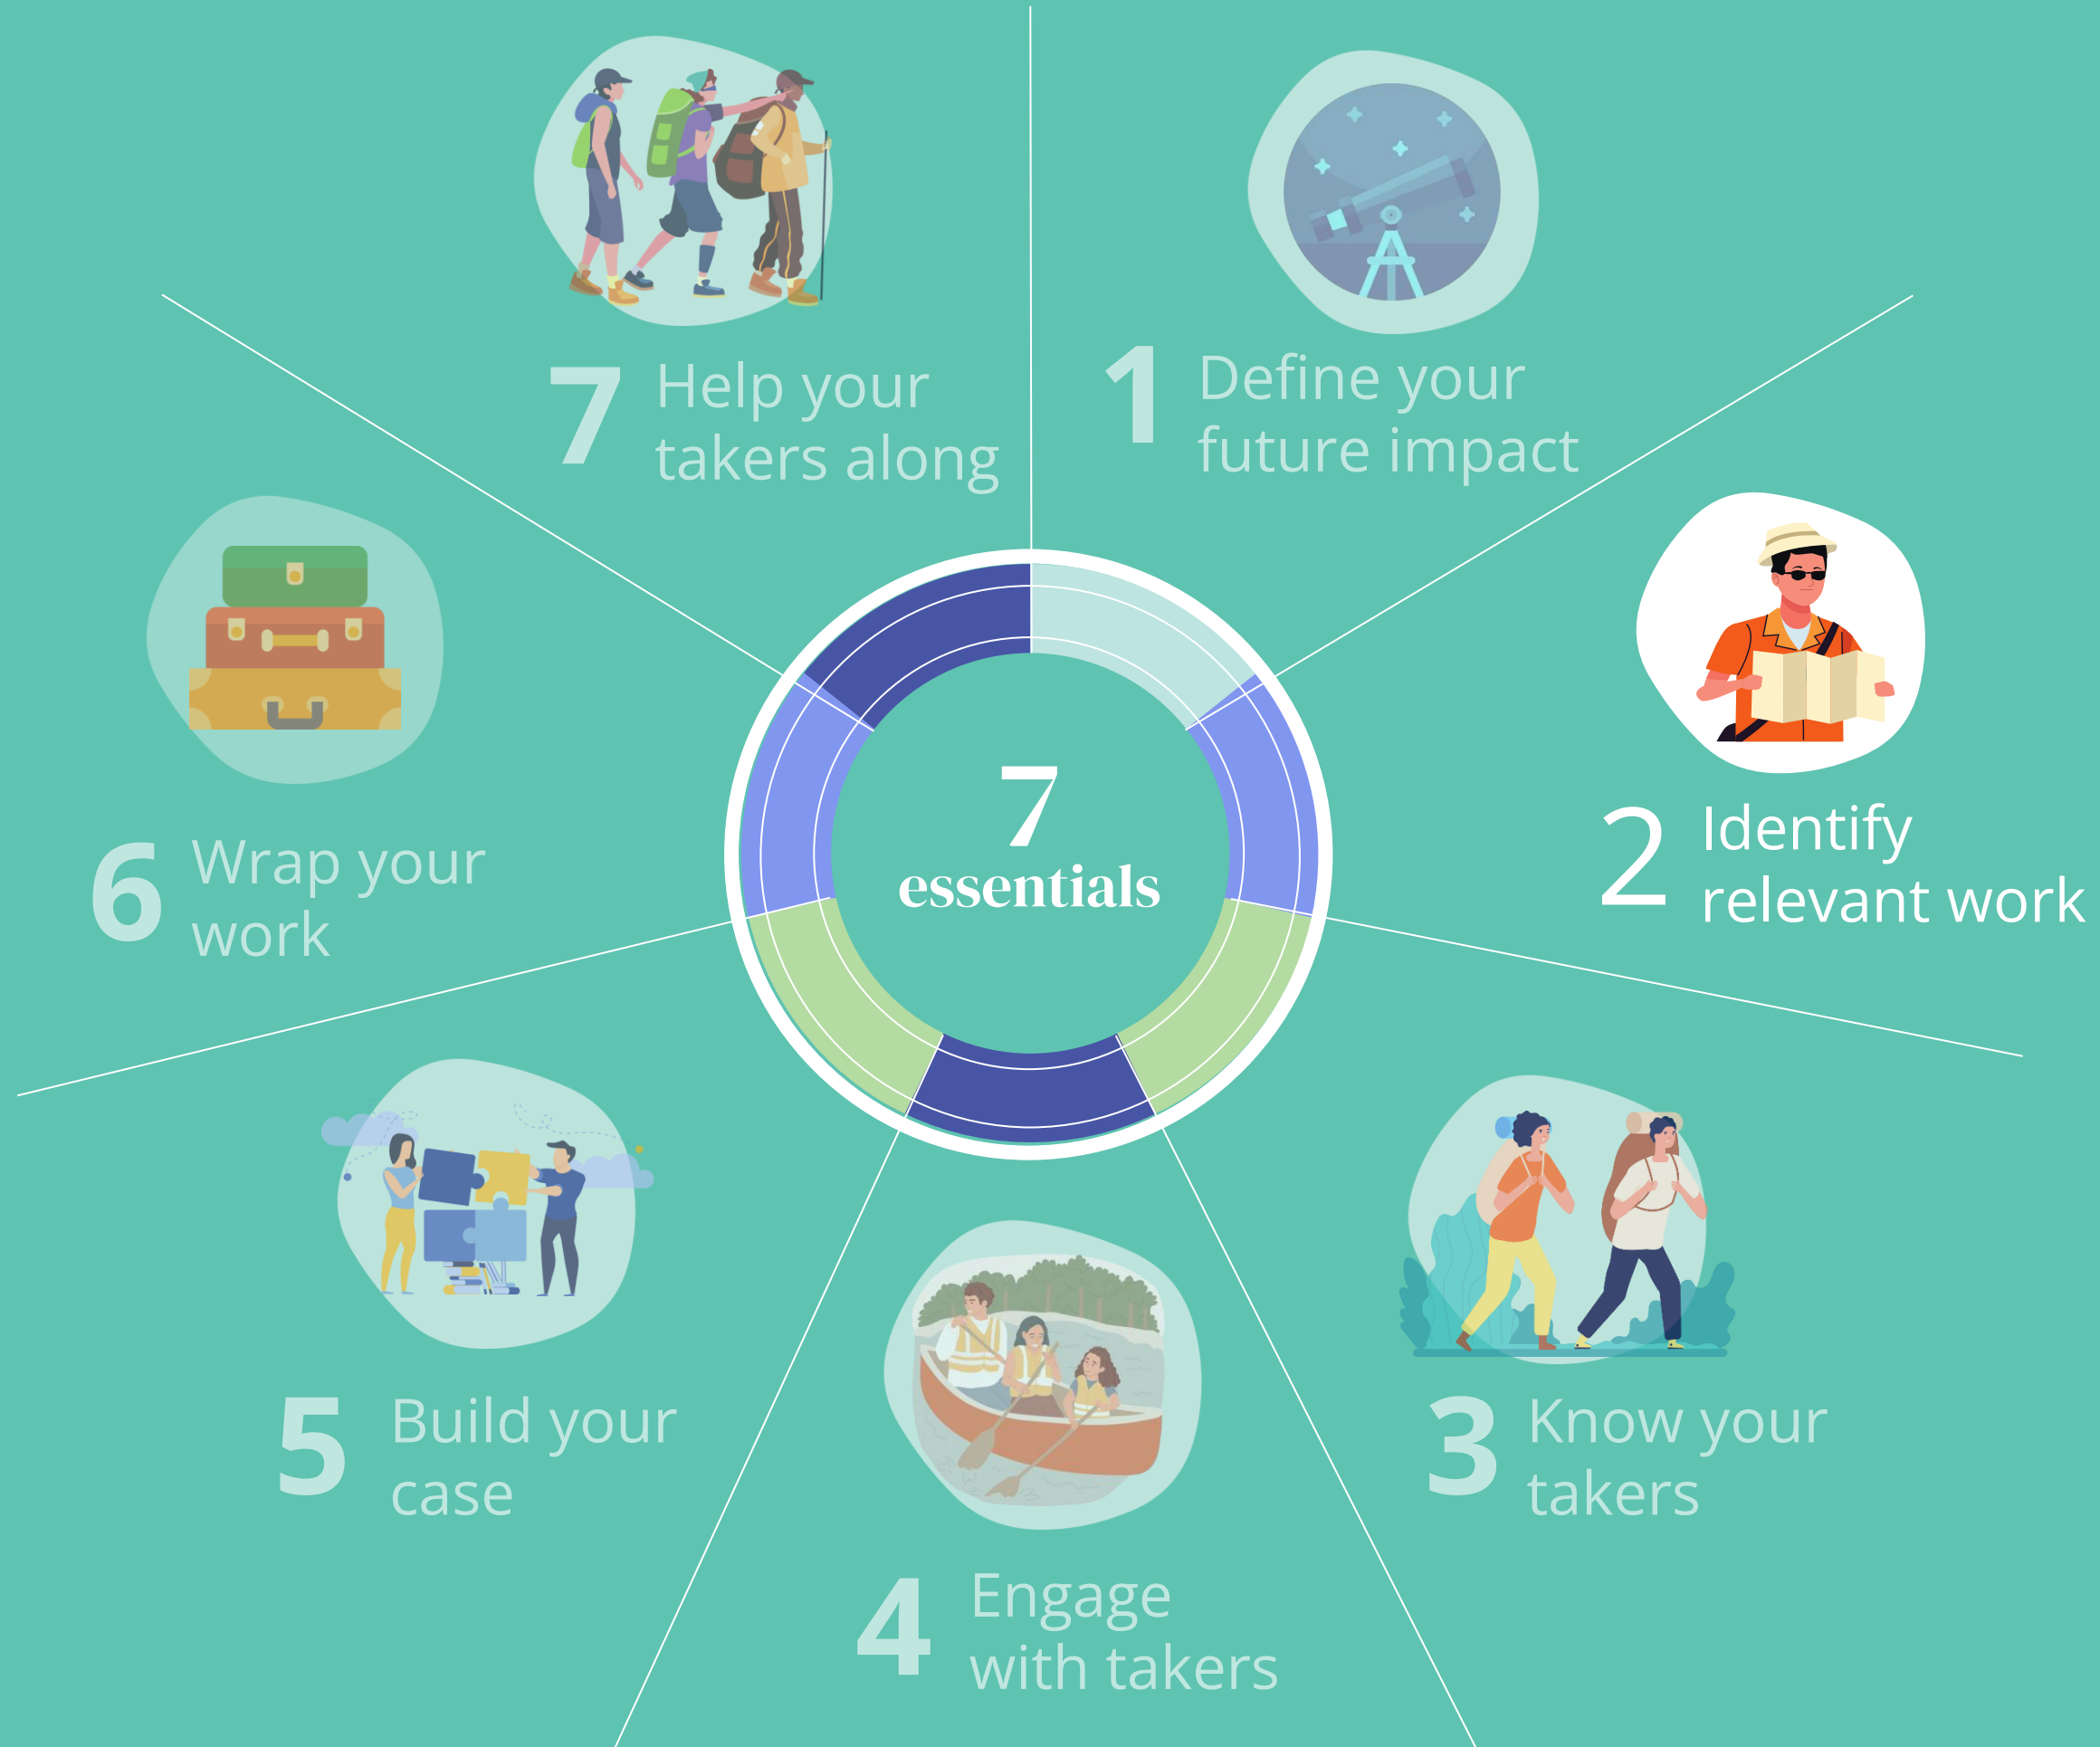 7
essentials
1
Define your
future impact
2
Identify
relevant work
3
Know your
takers
4
Engage
with takers
5
Build your
case
6
Wrap your
work
7
Help your
takers along